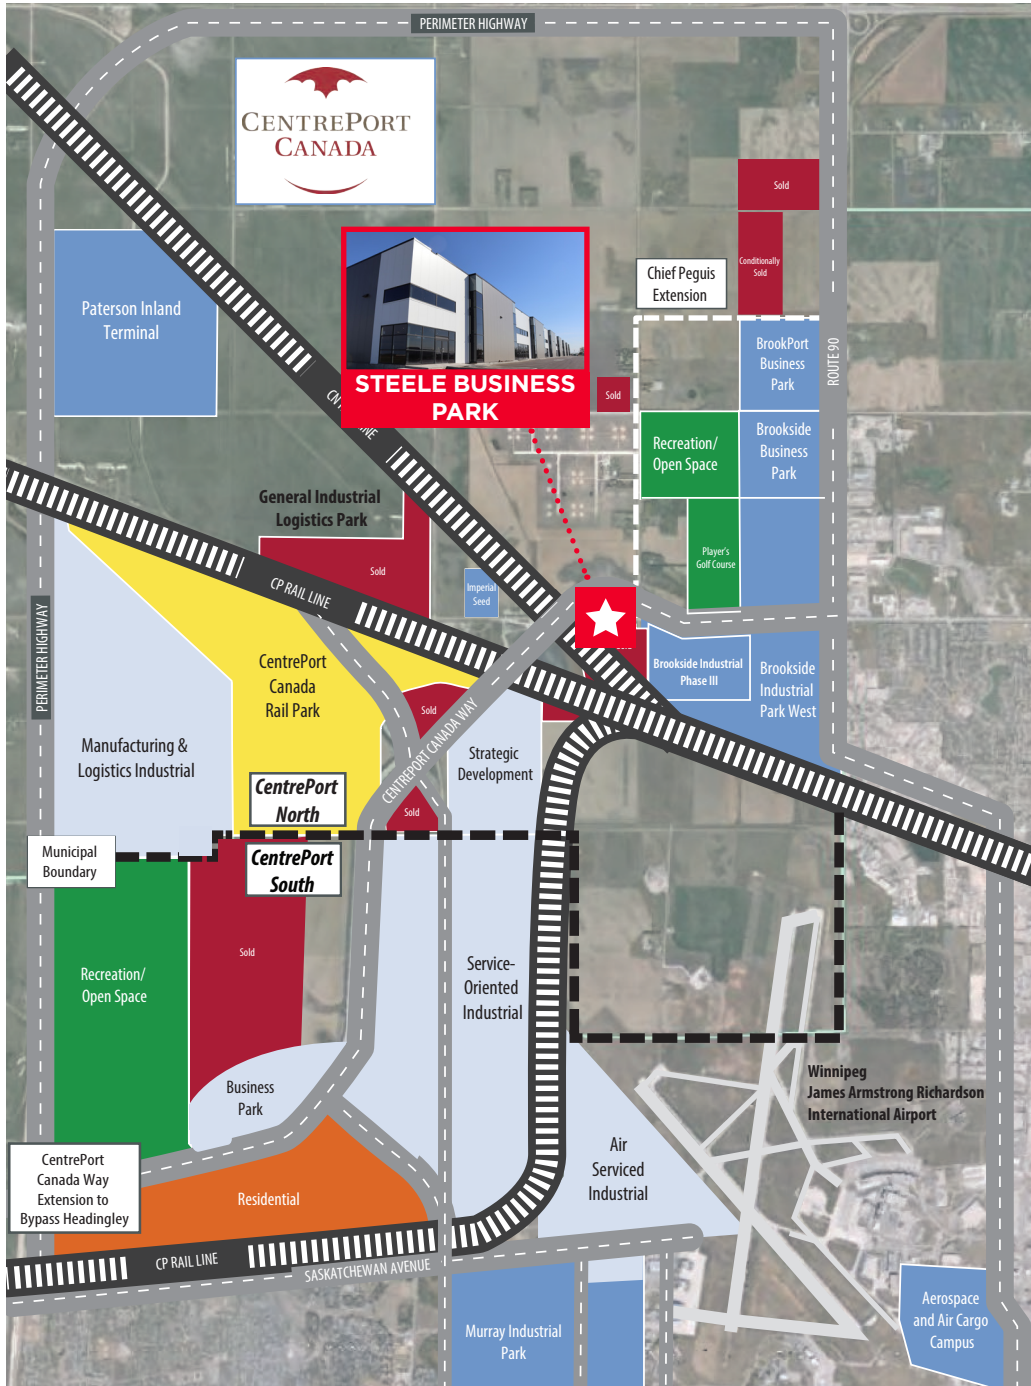 PERIMETER HIGHWAY
CENTREPORT
CANADA
Sold
Conditionally
Sold
Chief Peguis
Extension
Paterson Inland
Terminal
BrookPort
Business
Park
ROUTE 90
STEELE BUSINESS
PARK
Sold
CN
LINE
Recreation/
Open Space
Brookside
Business
Park
General Industrial
Logistics Park
Sold
Player's
Golf Course
Imperial
Seed
CP RAIL LINE
PERIMETER HIGHWAY
CentrePort
Canada
Rail Park
Brookside Industrial
Phase III
Brookside
Industrial
Park West
Sold
CENTREPORT CANADA WAY
Manufacturing &
Logistics Industrial
Strategic
Development
CentrePort
North
Sold
Municipal
Boundary
CentrePort
South
Sold
Recreation/
Open Space
Service-
Oriented
Industrial
Business
Park
Winnipeg
James Armstrong Richardson
International Airport
Air
Serviced
Industrial
CentrePort
Canada Way
Extension to
Bypass Headingley
Residential
CP RAIL LINE
SASKATCHEWAN AVENUE
Murray Industrial
Park
Aerospace
and Air Cargo
Campus